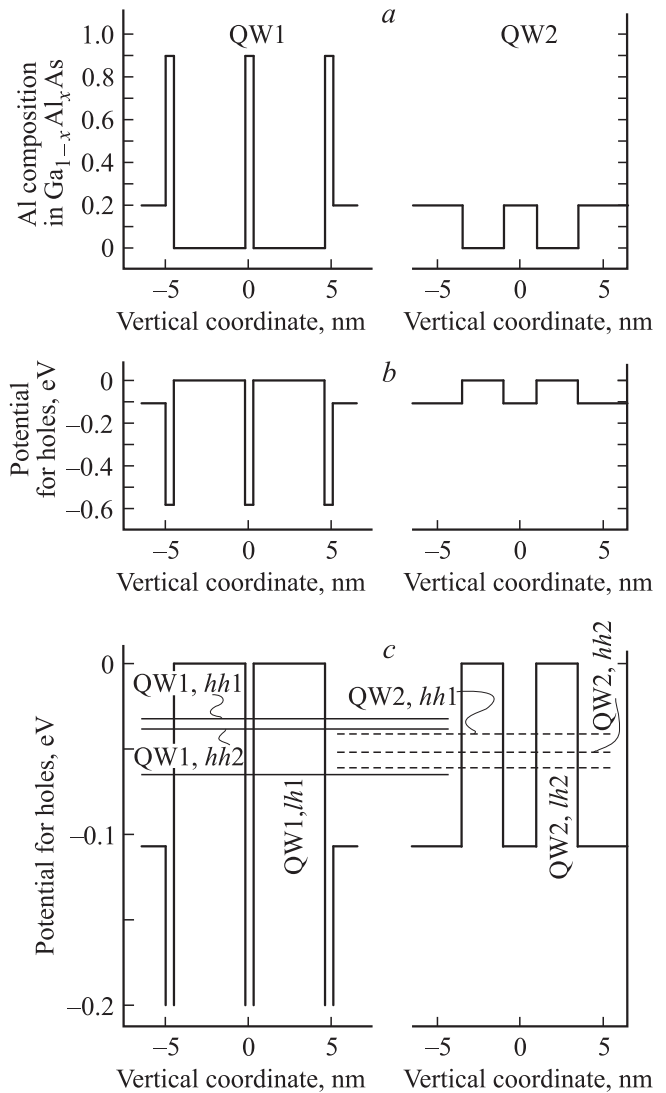 a
QW1
QW2
Al composition
in Ga1−xAlxAs
1.0
0.8
0.6
0.4
0.2
0
−5
0
5
−5
0
5
Vertical coordinate, nm
Vertical coordinate, nm
b
Potential
for holes, eV
0
−0.2
−0.4
−0.6
−5
0
5
−5
0
5
Vertical coordinate, nm
Vertical coordinate, nm
c
Potential for holes, eV
0
−0.1
−0.2
QW1, hh1
QW1, hh2
QW1,lh1
QW2, hh1
QW2, hh2
QW2, lh2
−5
0
5
−5
0
5
Vertical coordinate, nm
Vertical coordinate, nm